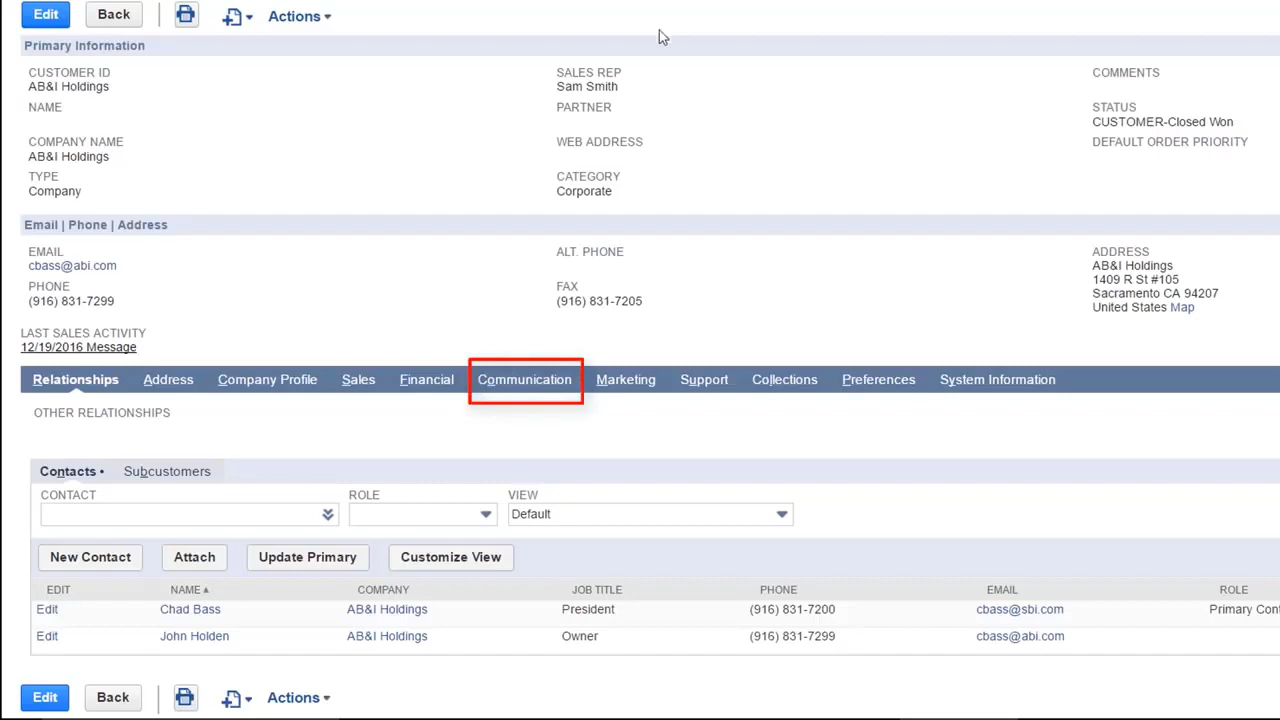 Edit Back Actions
Primary Information
CUSTOMER ID SALES REP COMMENTS
AB&I Holdings Sam Smith
NAME PARTNER STATUS
CUSTOMER-Closed Won
COMPANY NAME WEB ADDRESS DEFAULT ORDER PRIORITY
AB&I Holdings
TYPE CATEGORY
Company Corporate
Email | Phone | Address
EMAIL ALT. PHONE ADDRESS
cbass@abi.com AB&I Holdings
1409 R St #105
PHONE FAX
Sacramento CA 94207
(916) 831-7299 (916) 831-7205
United States Map
LAST SALES ACTIVITY
12/19/2016 Message
Relationships Address Company Profile Sales Financial Communication Marketing Support Collections Preferences System Information
OTHER RELATIONSHIPS
Contacts • Subcustomers
CONTACT ROLE VIEW
Default
New Contact Attach Update Primary Customize View
EDIT NAME COMPANY JOB TITLE PHONE EMAIL ROLE
Edit Chad Bass AB&I Holdings President (916) 831-7200 cbass@sbi.com Primary Con
Edit John Holden AB&I Holdings Owner (916) 831-7299 cbass@abi.com
Edit Back Actions